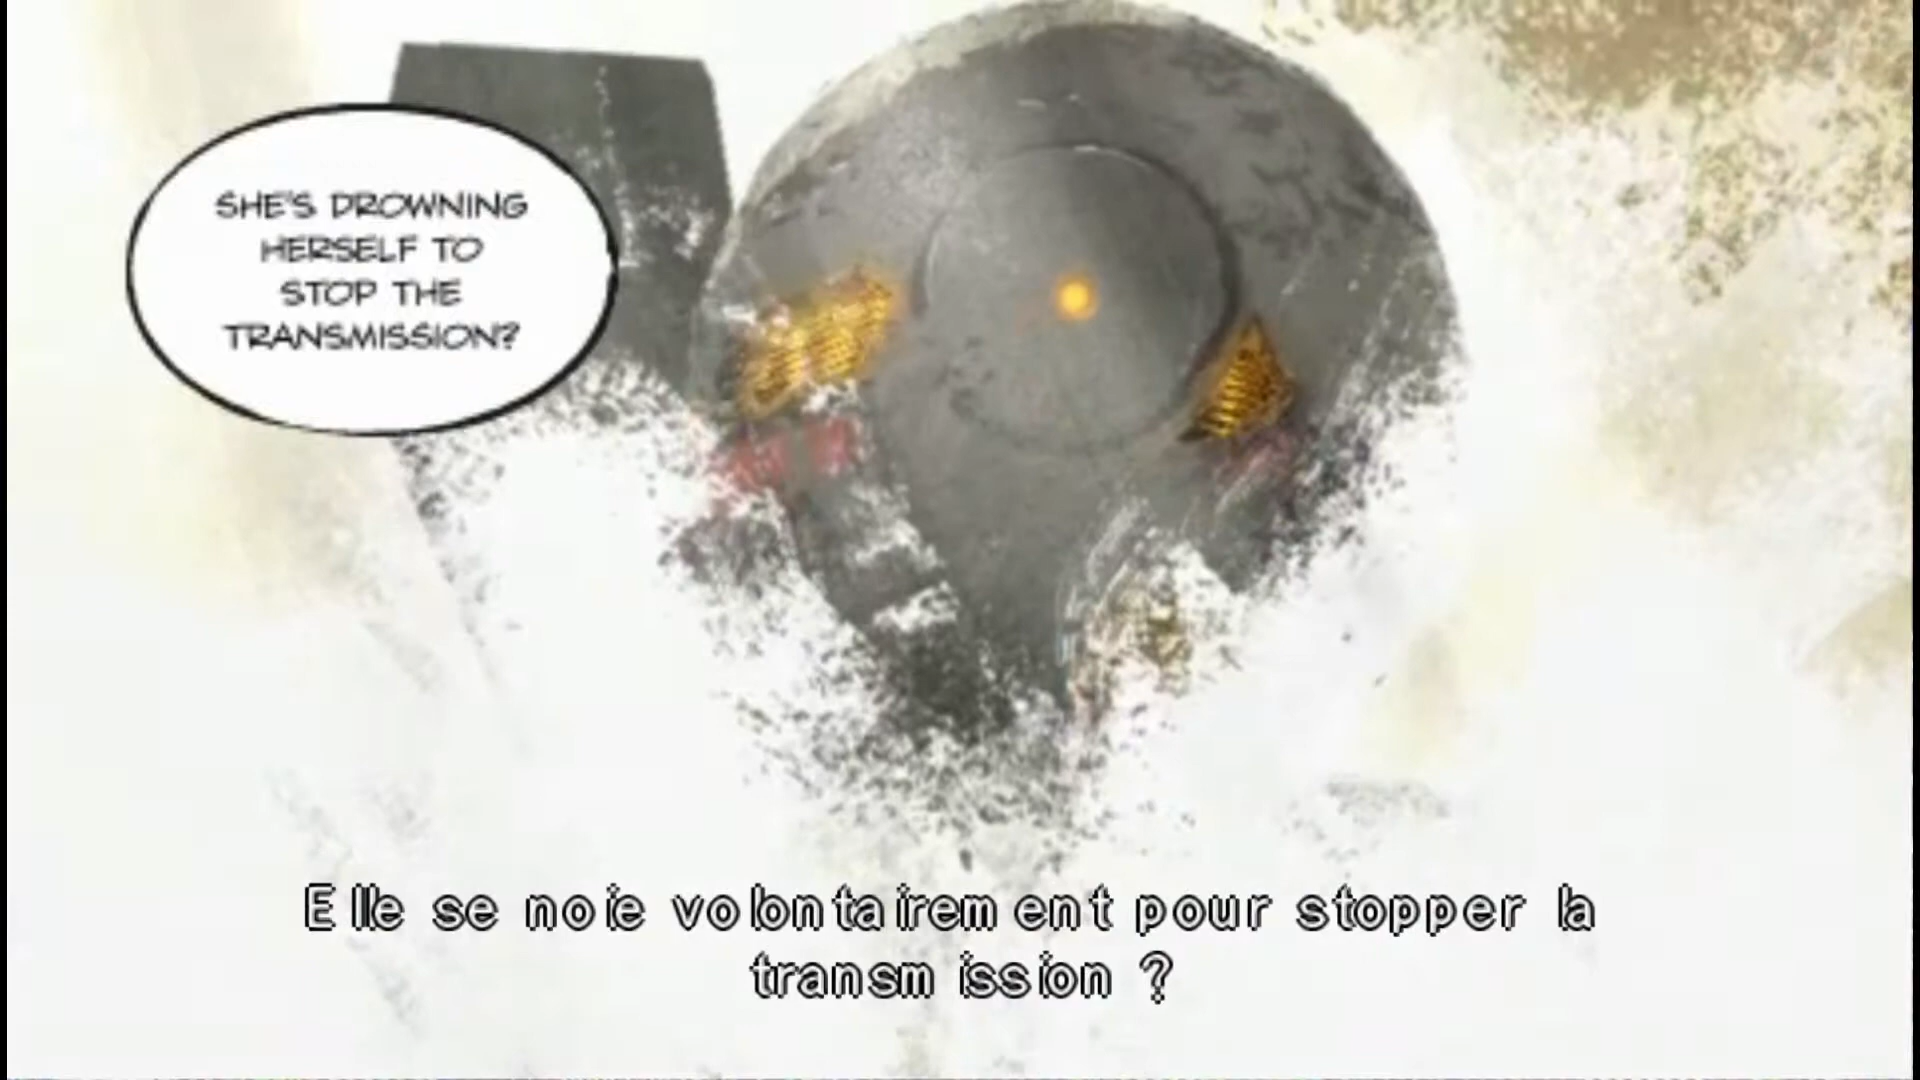 SHE'S DROWNING
HERSELF TO
STOP THE
TRANSMISSION?
Elle se noie volontairement pour stopper la
transmission ?